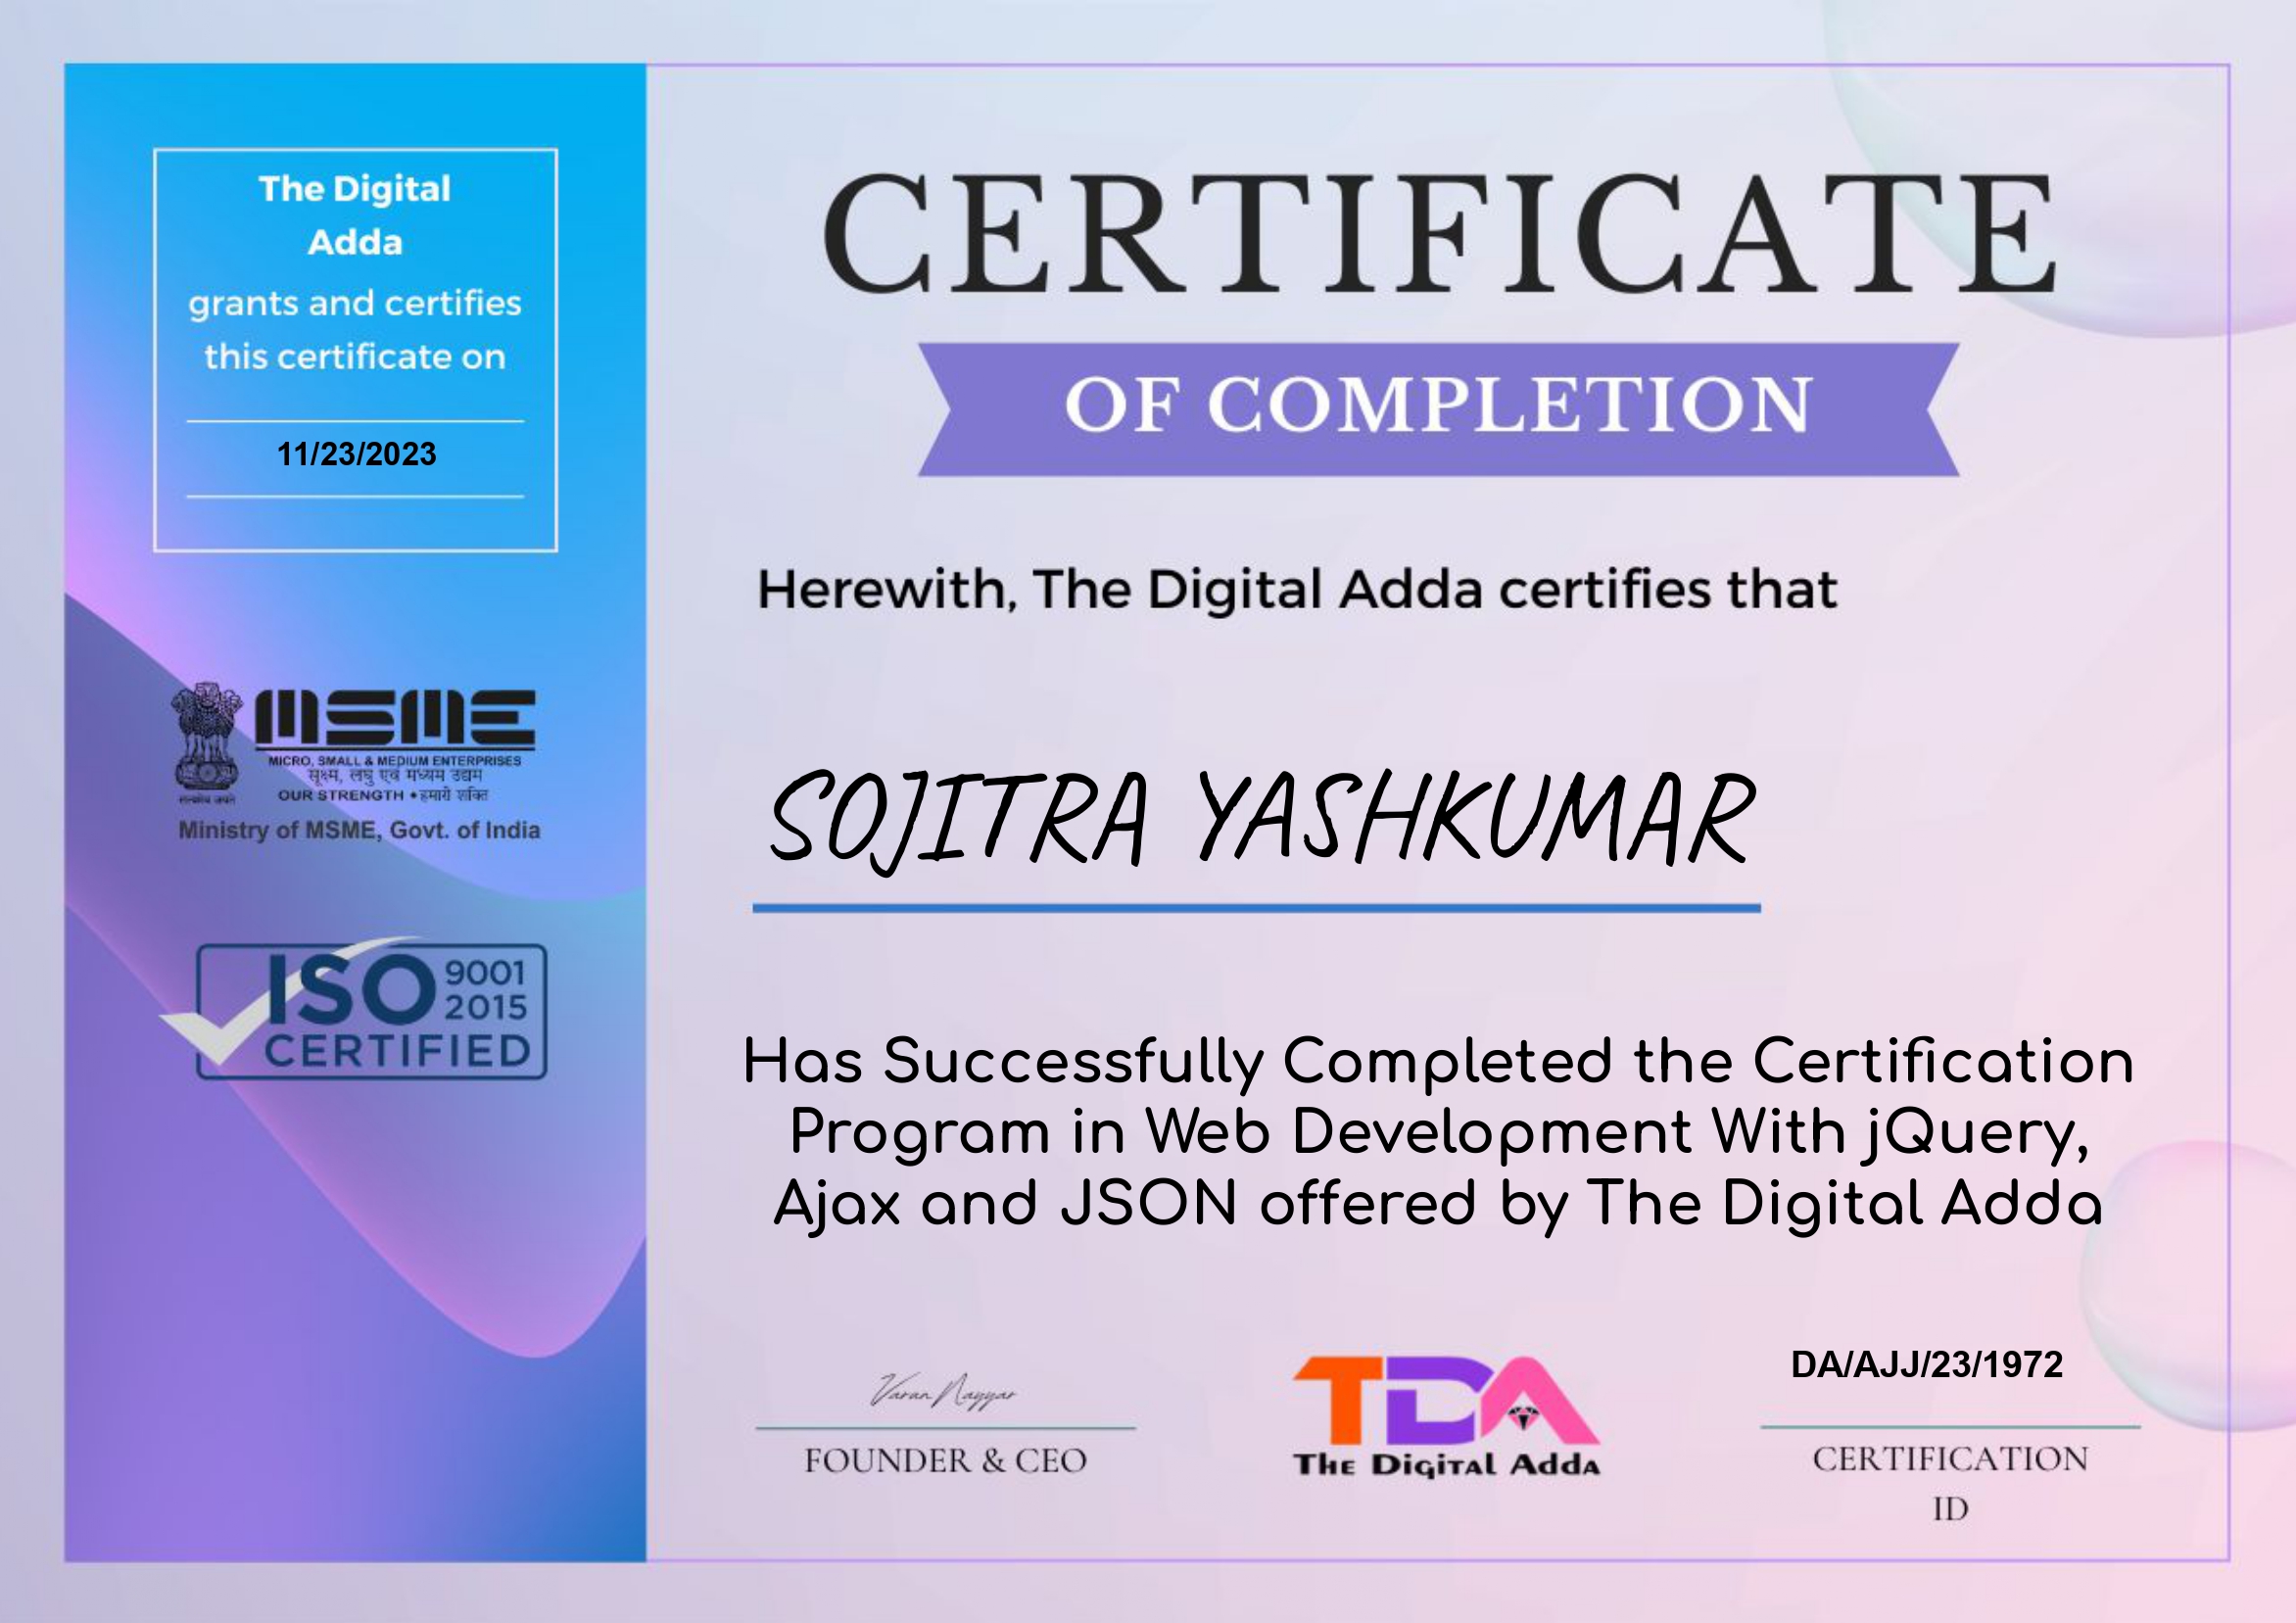 The Digital
Adda
grants and certifies
this certificate on
11/23/2023
MSME
MICRO, SMALL & MEDIUM ENTERPRISES
सूक्ष्म, लघु एवं मध्यम उद्यम
OUR STRENGTH • हमारी शक्ति
सत्यमेव जयते
Ministry of MSME, Govt. of India
ISO 9001
2015
CERTIFIED
CERTIFICATE
OF COMPLETION
Herewith, The Digital Adda certifies that
SOJITRA YASHKUMAR
Has Successfully Completed the Certification
Program in Web Development With jQuery,
Ajax and JSON offered by The Digital Adda
Varun Nayyar
FOUNDER & CEO
TDA
The Digital Adda
DA/AJJ/23/1972
CERTIFICATION
ID